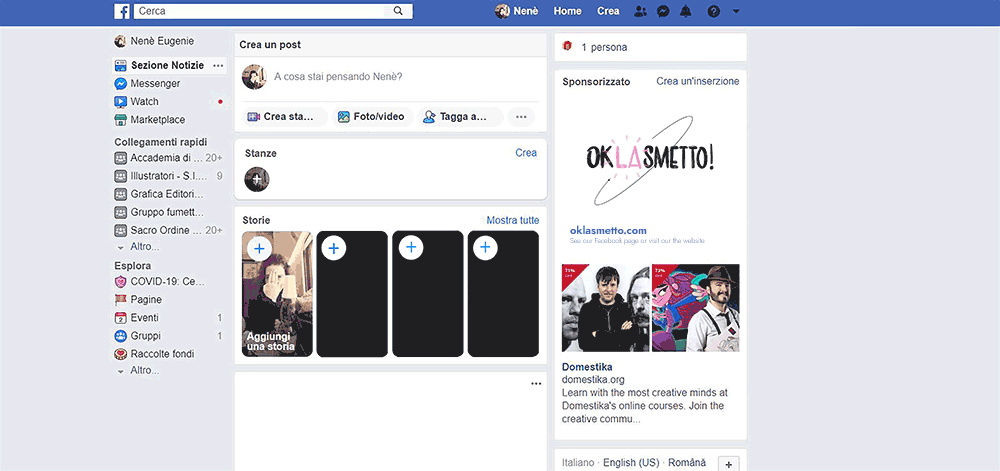 Cerca
Nenè
Home
Crea
Nenè Eugenie
Sezione Notizie
Messenger
Watch
Marketplace
Collegamenti rapidi
Accademia di ... 20+
Illustratori - S.I.... 9
Grafica Editori...
Gruppo fumett...
Sacro Ordine ... 20+
Altro...
Esplora
COVID-19: Ce...
Pagine
Eventi 1
Gruppi 1
Raccolte fondi
Altro...
Crea un post
A cosa stai pensando Nenè?
Crea sta...
Foto/video
Tagga a...
Stanze Crea
Storie Mostra tutte
Aggiungi
una storia
1 persona
Sponsorizzato Crea un'inserzione
OK LA SMETTO!
oklasmetto.com
See our Facebook page or visit our the website
71%
72%
Domestika
domestika.org
Learn with the most creative minds at
Domestika's online courses. Join the
creative commu...
Italiano · English (US) · Română